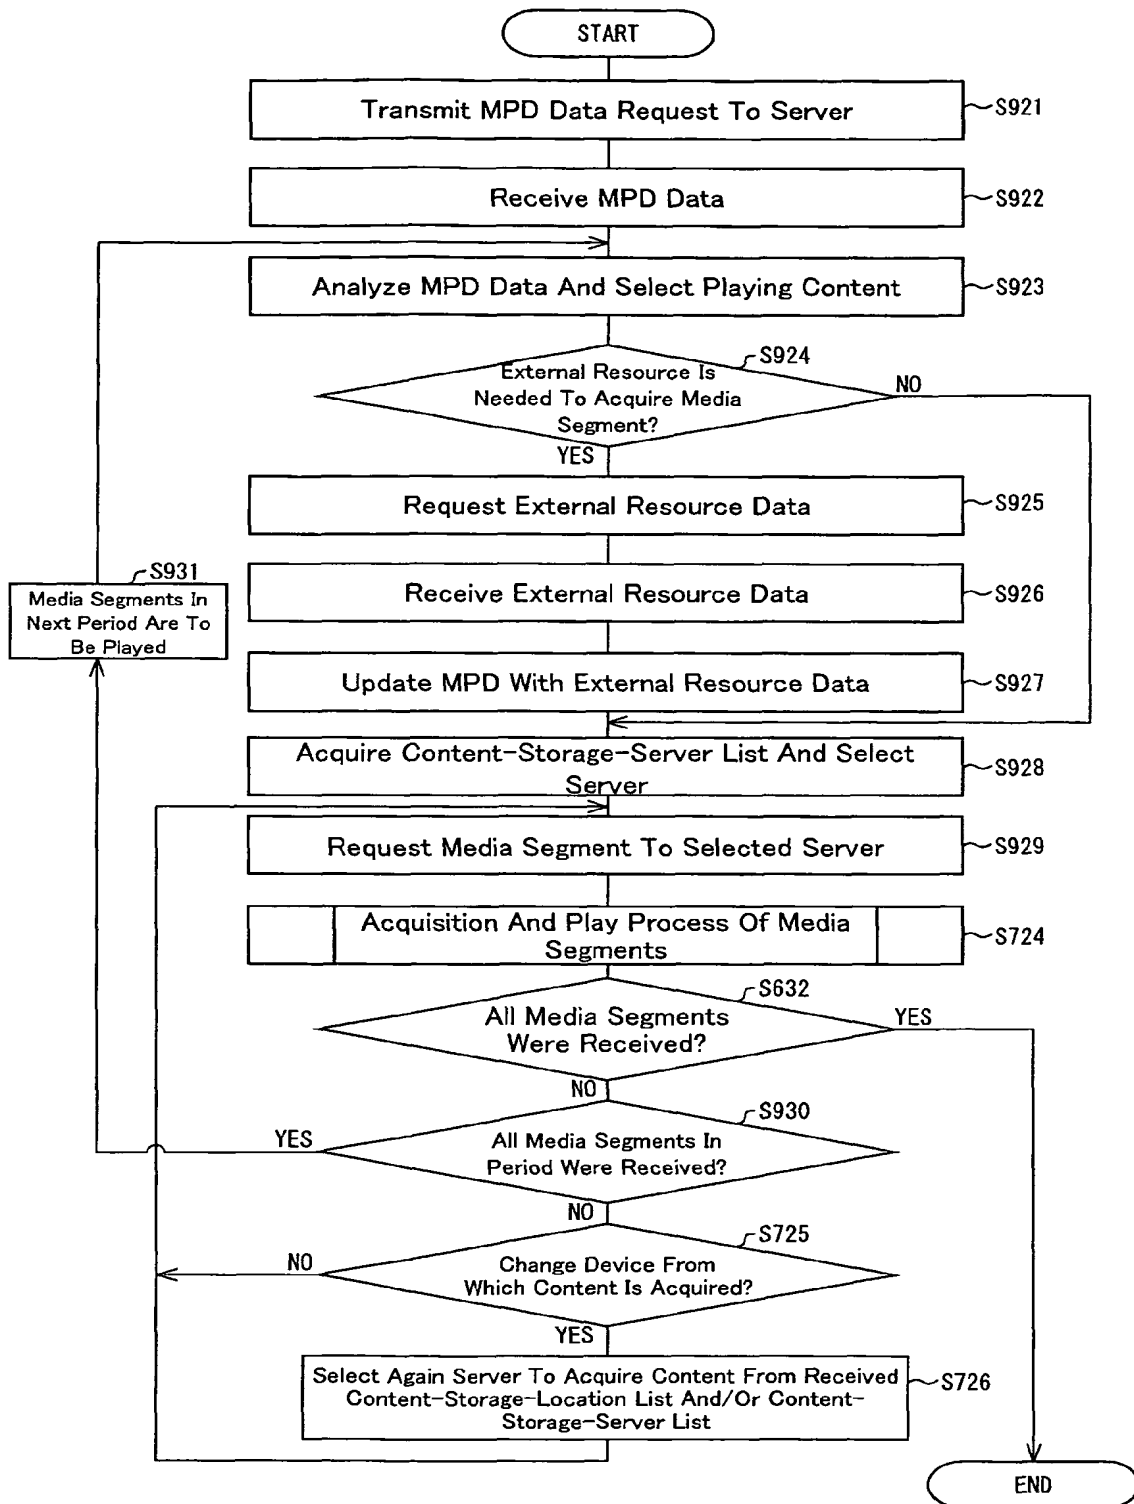 START
Transmit MPD Data Request To Server
S921
Receive MPD Data
S922
Analyze MPD Data And Select Playing Content
S923
S924
External Resource Is
Needed To Acquire Media
Segment?
NO
YES
Request External Resource Data
S925
S931
Media Segments In
Next Period Are To
Be Played
Receive External Resource Data
S926
Update MPD With External Resource Data
S927
Acquire Content-Storage-Server List And Select
Server
S928
Request Media Segment To Selected Server
S929
Acquisition And Play Process Of Media
Segments
S724
S632
All Media Segments
Were Received?
YES
NO
S930
YES
All Media Segments In
Period Were Received?
NO
S725
NO
Change Device From
Which Content Is Acquired?
YES
Select Again Server To Acquire Content From Received
Content-Storage-Location List And/Or Content-
Storage-Server List
S726
END